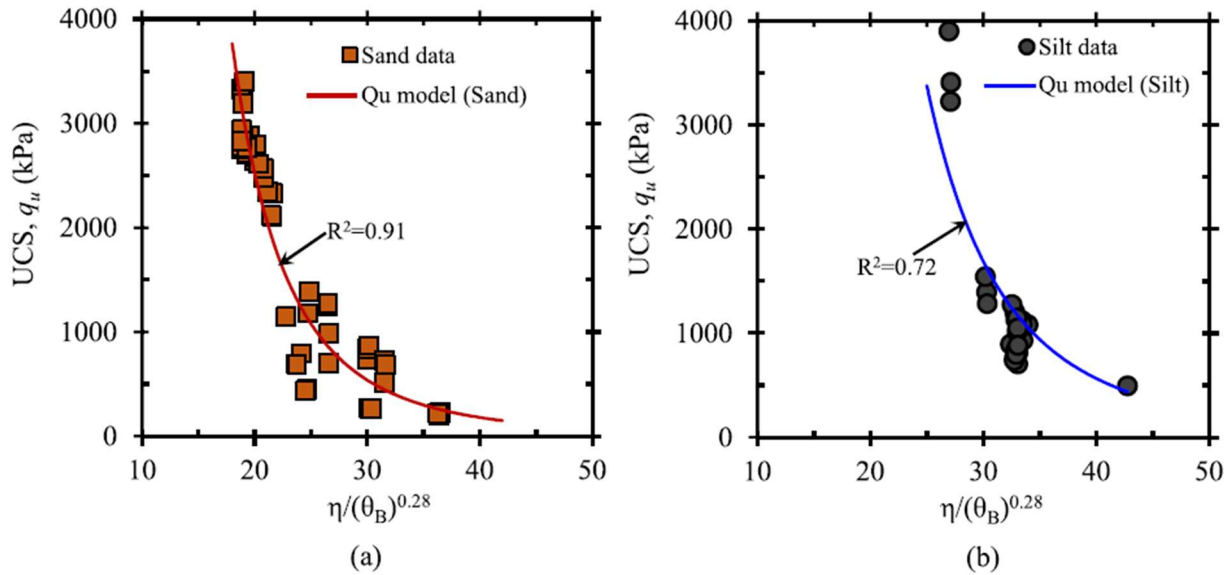 4000
3000
2000
1000
0
UCS, qᵤ (kPa)
Sand data
Qu model (Sand)
R²=0.91
10 20 30 40 50
η/(θ_B)^0.28
(a)
4000
3000
2000
1000
0
UCS, qᵤ (kPa)
Silt data
Qu model (Silt)
R²=0.72
10 20 30 40 50
η/(θ_B)^0.28
(b)